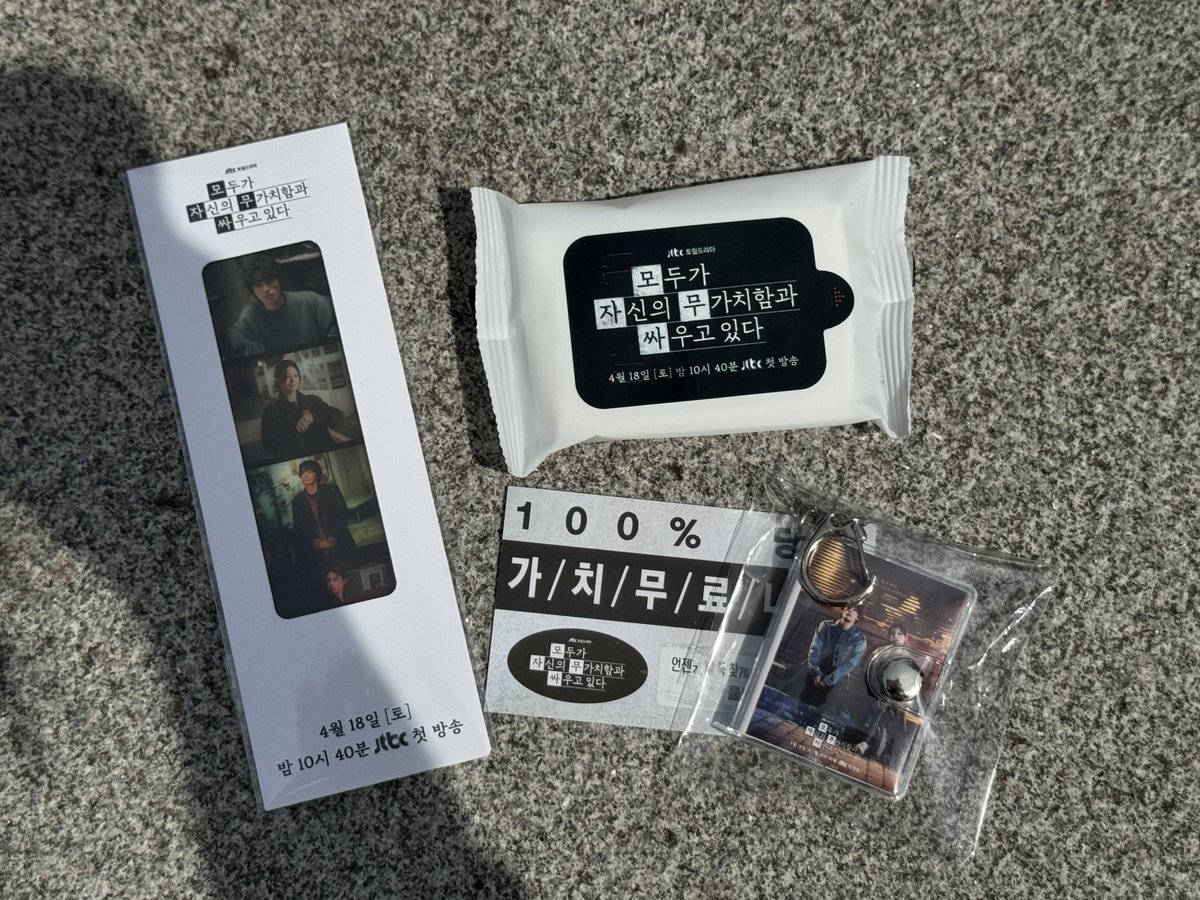 jtbc 토일드라마
모두가
자신의 무가치함과
싸우고 있다
4월 18일 [토]
밤 10시 40분 jtbc 첫 방송
jtbc 토일드라마
모두가
자신의 무가치함과
싸우고 있다
4월 18일 [토] 밤 10시 40분 jtbc 첫 방송
100%
가/치/무/료/
jtbc 토일드라마
모두가
자신의 무가치함과
싸우고 있다